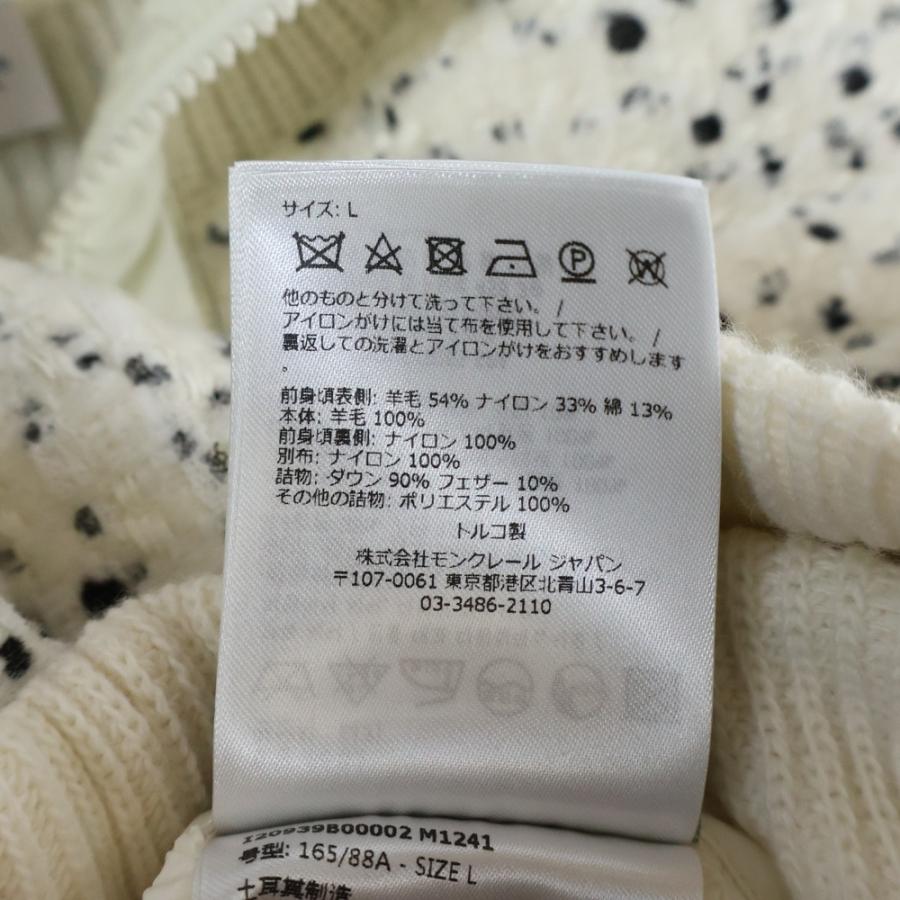 サイズ: L
他のものと分けて洗って下さい。 /
アイロンがけには当て布を使用して下さい。 /
裏返しての洗濯とアイロンがけをおすすめします
。
前身頃表側: 羊毛 54% ナイロン 33% 綿 13%
本体: 羊毛 100%
前身頃裏側: ナイロン 100%
別布: ナイロン 100%
詰物: ダウン 90% フェザー 10%
その他の詰物: ポリエステル 100%
トルコ製
株式会社モンクレール ジャパン
〒107-0061 東京都港区北青山3-6-7
03-3486-2110
I20939B00002 M1241
号型: 165/88A - SIZE L
土耳其制造